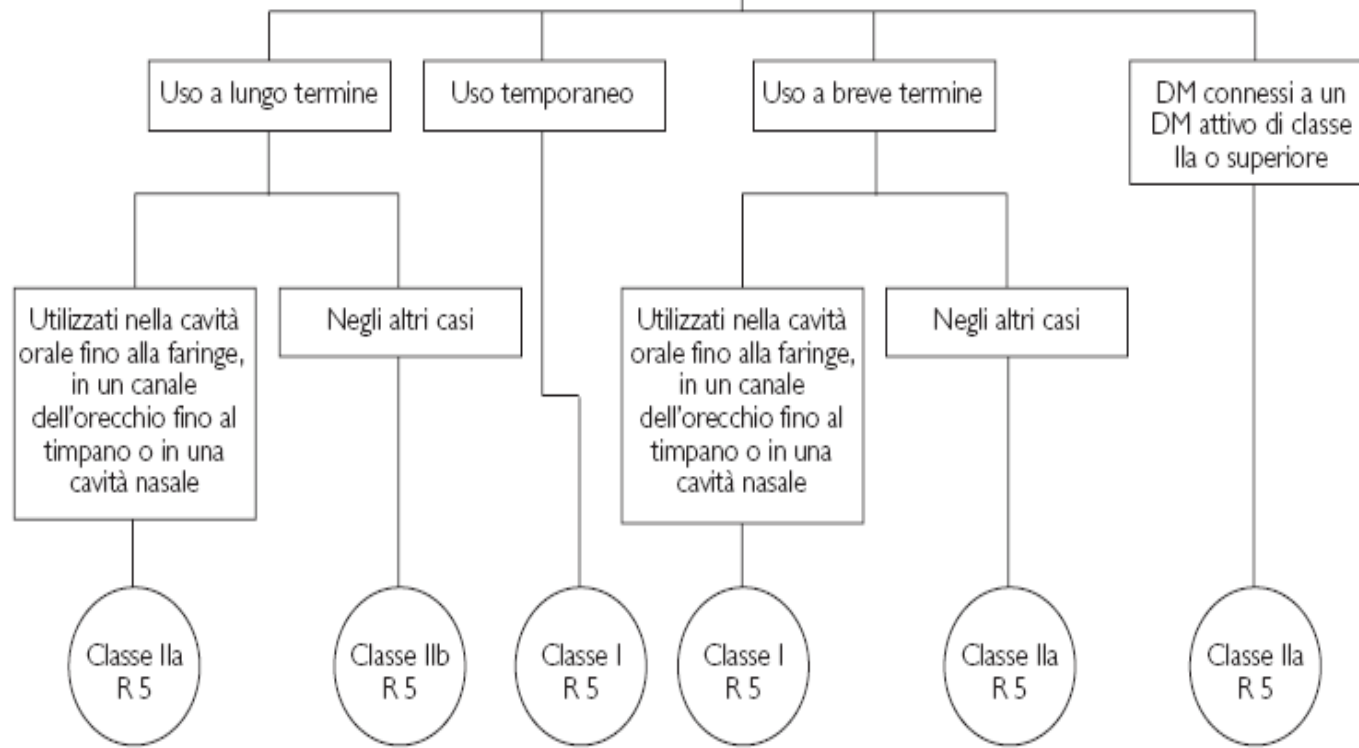 Uso a lungo termine
Uso temporaneo
Uso a breve termine
DM connessi a un
DM attivo di classe
IIa o superiore
Utilizzati nella cavità
orale fino alla faringe,
in un canale
dell'orecchio fino al
timpano o in una
cavità nasale
Negli altri casi
Utilizzati nella cavità
orale fino alla faringe,
in un canale
dell'orecchio fino al
timpano o in una
cavità nasale
Negli altri casi
Classe IIa
R 5
Classe IIb
R 5
Classe I
R 5
Classe I
R 5
Classe IIa
R 5
Classe IIa
R 5